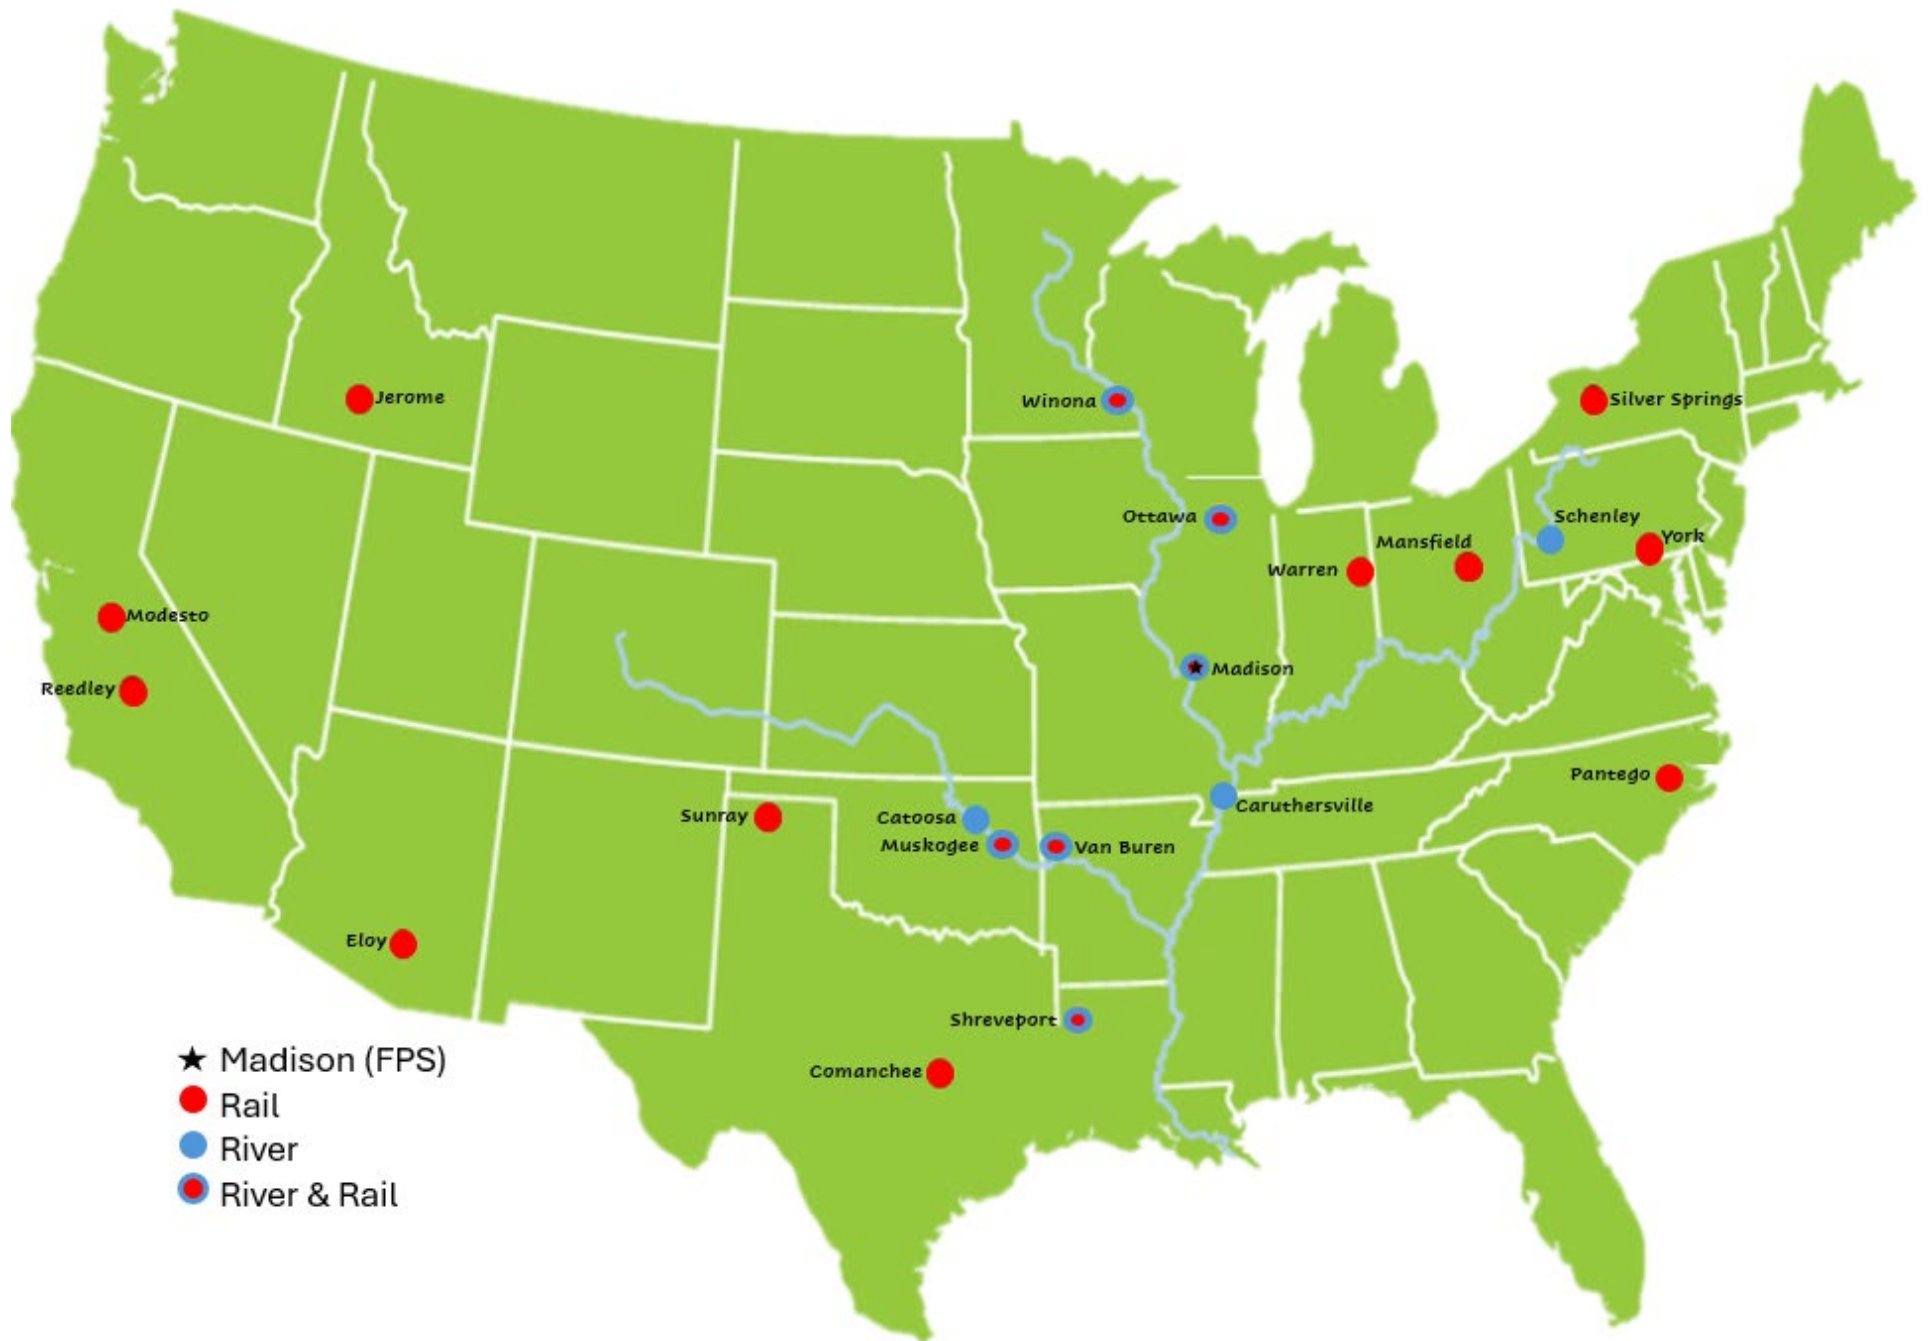 Jerome
Winona
Silver Springs
Ottawa
Schenley
York
Mansfield
Warren
Modesto
Madison
Reedley
Pantego
Caruthersville
Sunray
Catoosa
Muskogee
Van Buren
Eloy
Shreveport
Comanchee
Madison (FPS)
Rail
River
River & Rail